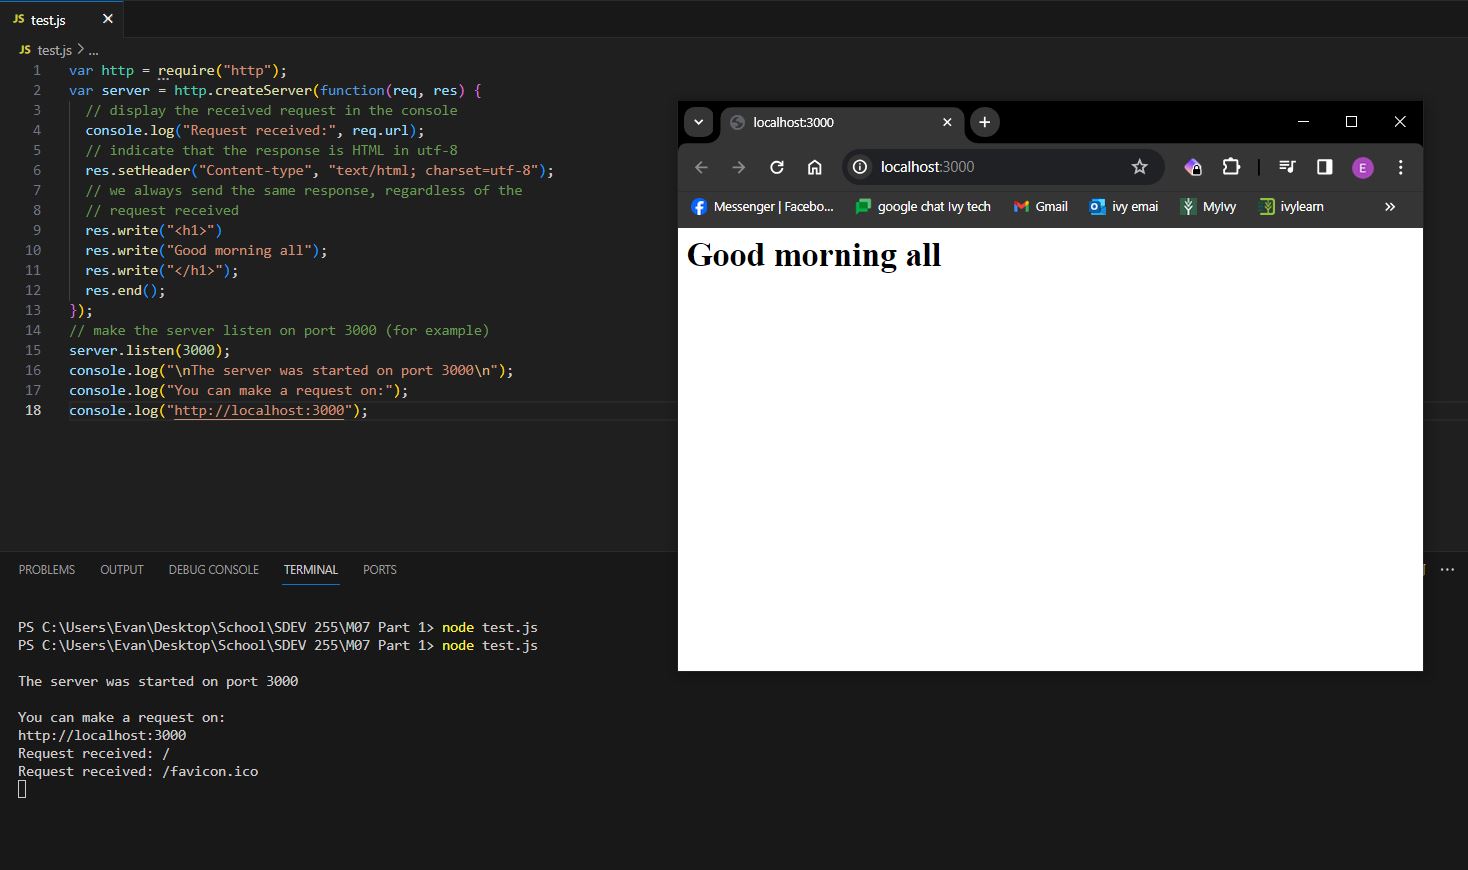 JS test.js
JS test.js > ...
1 var http = require("http");
2 var server = http.createServer(function(req, res) {
3 // display the received request in the console
4 console.log("Request received:", req.url);
5 // indicate that the response is HTML in utf-8
6 res.setHeader("Content-type", "text/html; charset=utf-8");
7 // we always send the same response, regardless of the
8 // request received
9 res.write("<h1>")
10 res.write("Good morning all");
11 res.write("</h1>");
12 res.end();
13 });
14 // make the server listen on port 3000 (for example)
15 server.listen(3000);
16 console.log("\nThe server was started on port 3000\n");
17 console.log("You can make a request on:");
18 console.log("http://localhost:3000");
localhost:3000
localhost:3000
E
Messenger | Facebo... google chat Ivy tech Gmail ivy emai MyIvy ivylearn »
Good morning all
PROBLEMS OUTPUT DEBUG CONSOLE TERMINAL PORTS
PS C:\Users\Evan\Desktop\School\SDEV 255\M07 Part 1> node test.js
PS C:\Users\Evan\Desktop\School\SDEV 255\M07 Part 1> node test.js
The server was started on port 3000
You can make a request on:
http://localhost:3000
Request received: /
Request received: /favicon.ico